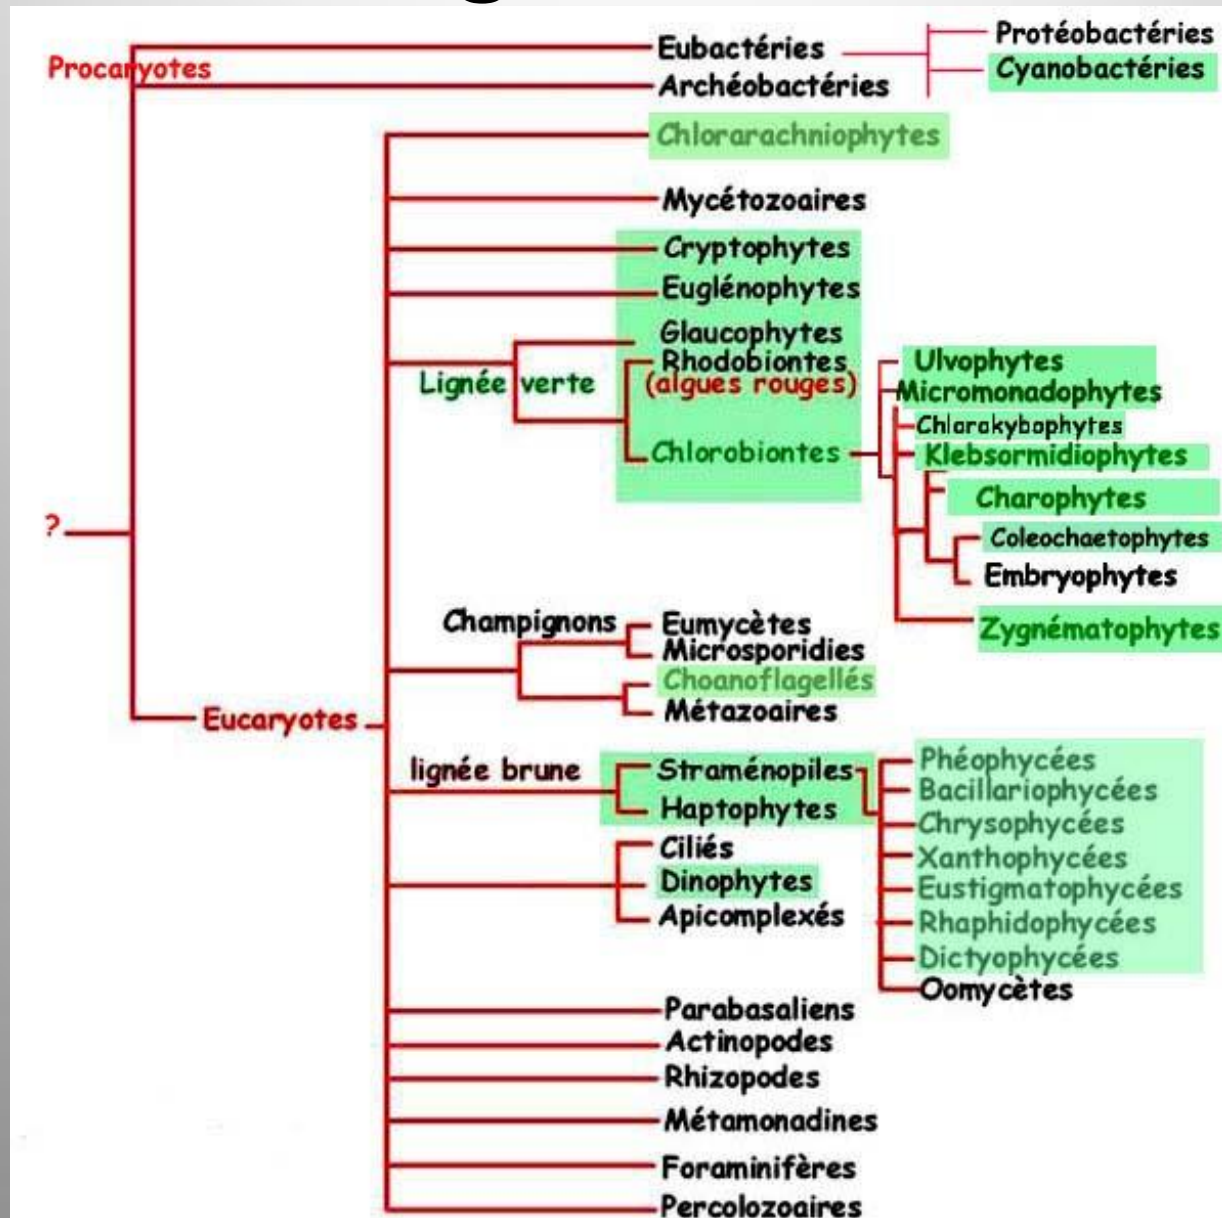 Procaryotes
Eubactéries
Archéobactéries
Protéobactéries
Cyanobactéries
Chlorarachniophytes
Mycétozoaires
Cryptophytes
Euglénophytes
Glaucophytes
Rhodobiontes
(algues rouges)
Lignée verte
Chlorobiontes
Ulvophytes
Micromonadophytes
Chlorokybophytes
Klebsormidiophytes
Charophytes
Coleochaetophytes
Embryophytes
Zygnématophytes
?
Champignons
Eumycètes
Microsporidies
Choanoflagellés
Métazoaires
Eucaryotes
lignée brune
Straménopiles
Haptophytes
Phéophycées
Bacillariophycées
Chrysophycées
Xanthophycées
Eustigmatophycées
Rhaphidophycées
Dictyophycées
Oomycètes
Ciliés
Dinophytes
Apicomplexés
Parabasaliens
Actinopodes
Rhizopodes
Métamonadines
Foraminifères
Percolozoaires